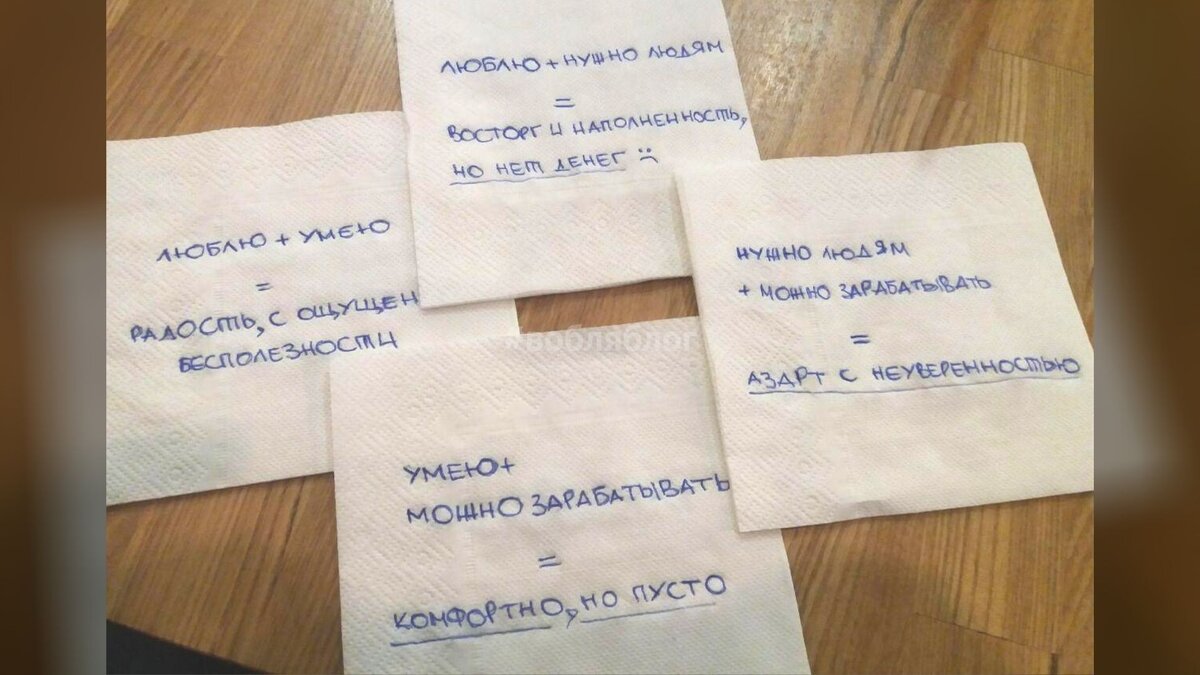 ЛЮБЛЮ + НУЖНО ЛЮДЯМ
=
ВОСТОРГ И НАПОЛНЕННОСТЬ,
НО НЕТ ДЕНЕГ :(
ЛЮБЛЮ + УМЕЮ
=
РАДОСТЬ, С ОЩУЩЕН
БЕСПОЛЕЗНОСТИ
НУЖНО ЛЮДЯМ
+ МОЖНО ЗАРАБАТЫВАТЬ
=
АЗАРТ С НЕУВЕРЕННОСТЬЮ
УМЕЮ+
МОЖНО ЗАРАБАТЫВАТЬ
=
КОМФОРТНО, НО ПУСТО